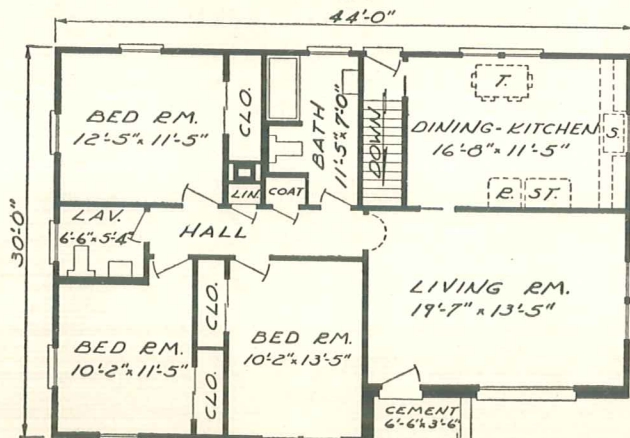 44'-0"
30'-0"
BED RM.
12'-5" x 11'-5"
CLO.
BATH
11'-5" x 7'-0"
DOWN
T.
DINING-KITCHEN
16'-8" x 11'-5"
S.
R. ST.
LIN.
COAT
LAV.
6'-6" x 5'-4"
HALL
LIVING RM.
19'-7" x 13'-5"
BED RM.
10'-2" x 11'-5"
CLO.
CLO.
BED RM.
10'-2" x 13'-5"
CEMENT
6'-6" x 3'-6"